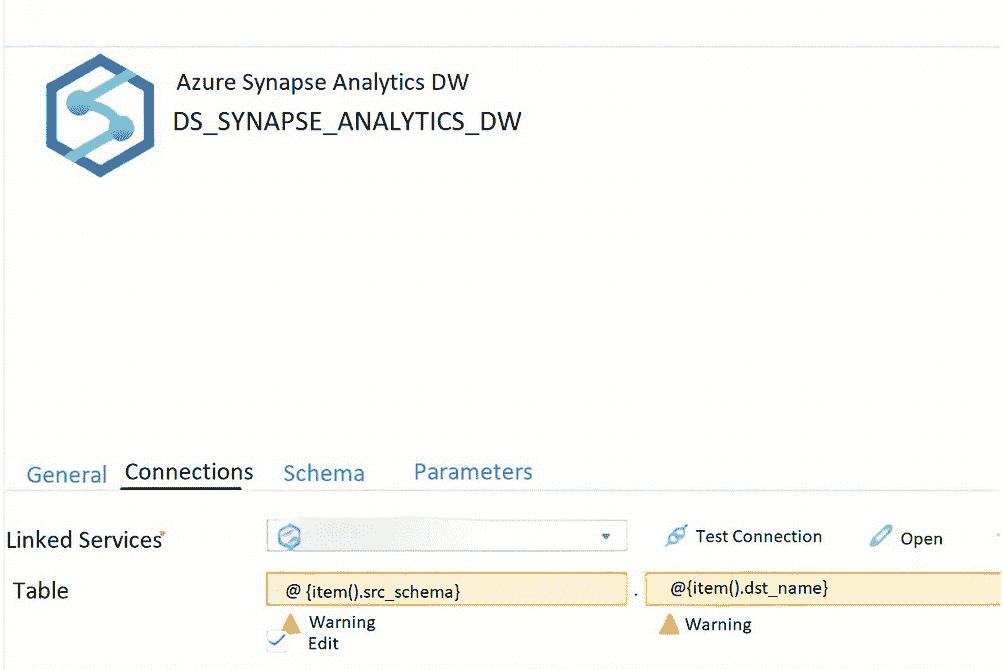 Azure Synapse Analytics DW
DS_SYNAPSE_ANALYTICS_DW
General Connections Schema Parameters
Linked Services* Test Connection Open
Table @ {item().src_schema} . @{item().dst_name}
Warning Warning
Edit